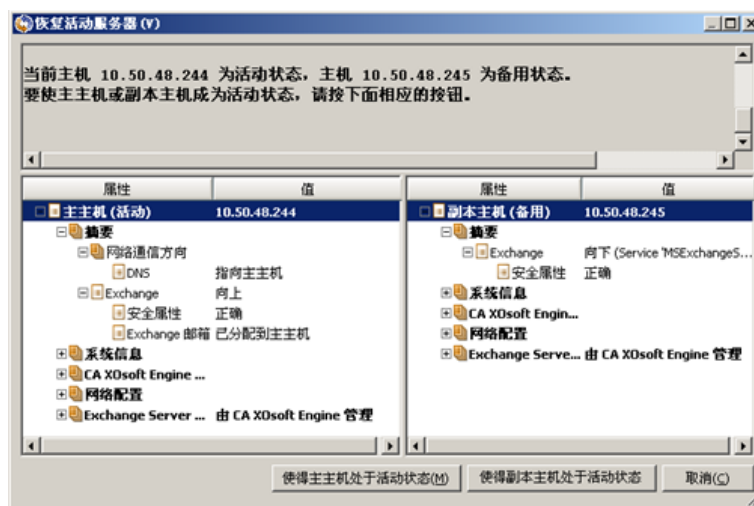 恢复活动服务器(V)
当前主机 10.50.48.244 为活动状态，主机 10.50.48.245 为备用状态。
要使主主机或副本主机成为活动状态，请按下面相应的按钮。
属性 值
主主机(活动) 10.50.48.244
摘要
网络通信方向
DNS 指向主主机
Exchange 向上
安全属性 正确
Exchange 邮箱 已分配到主主机
系统信息
CA XOsoft Engine ...
网络配置
Exchange Server ... 由 CA XOsoft Engine 管理
属性 值
副本主机(备用) 10.50.48.245
摘要
Exchange 向下 (Service 'MSExchangeS...
安全属性 正确
系统信息
CA XOsoft Engin...
网络配置
Exchange Serve... 由 CA XOsoft Engine 管理
使得主主机处于活动状态(M) 使得副本主机处于活动状态 取消(C)